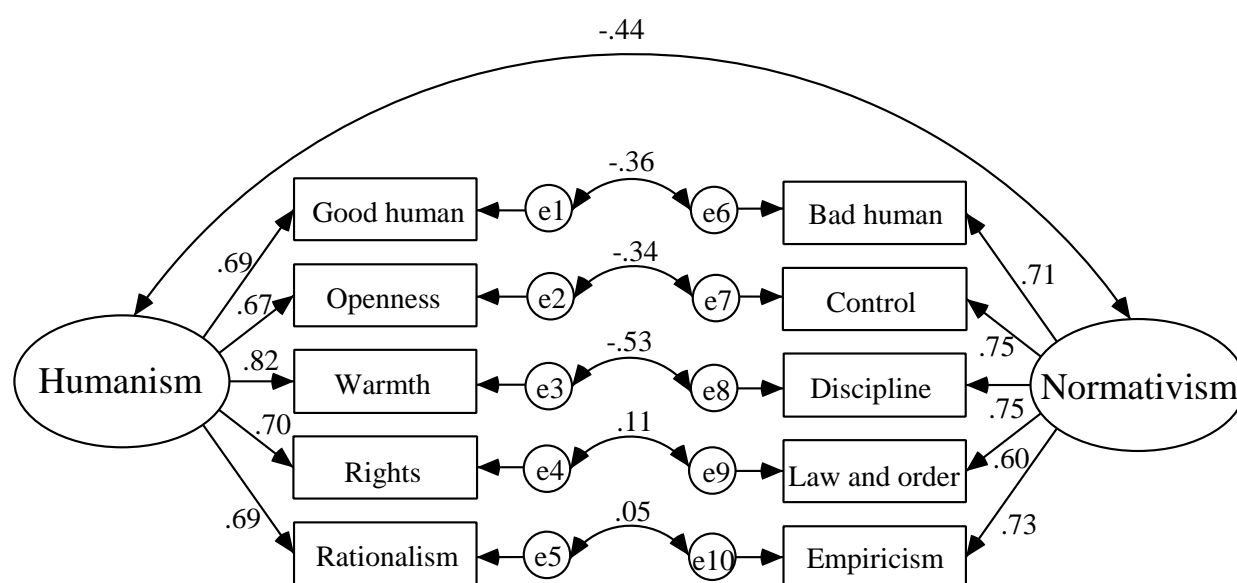 -.44
-.36
Good human
e1
e6
Bad human
.69
-.34
.71
Openness
e2
e7
Control
.67
.75
-.53
Humanism
.82
Warmth
e3
e8
Discipline
Normativism
.75
.70
.11
Rights
e4
e9
Law and order
.60
.69
.05
.73
Rationalism
e5
e10
Empiricism